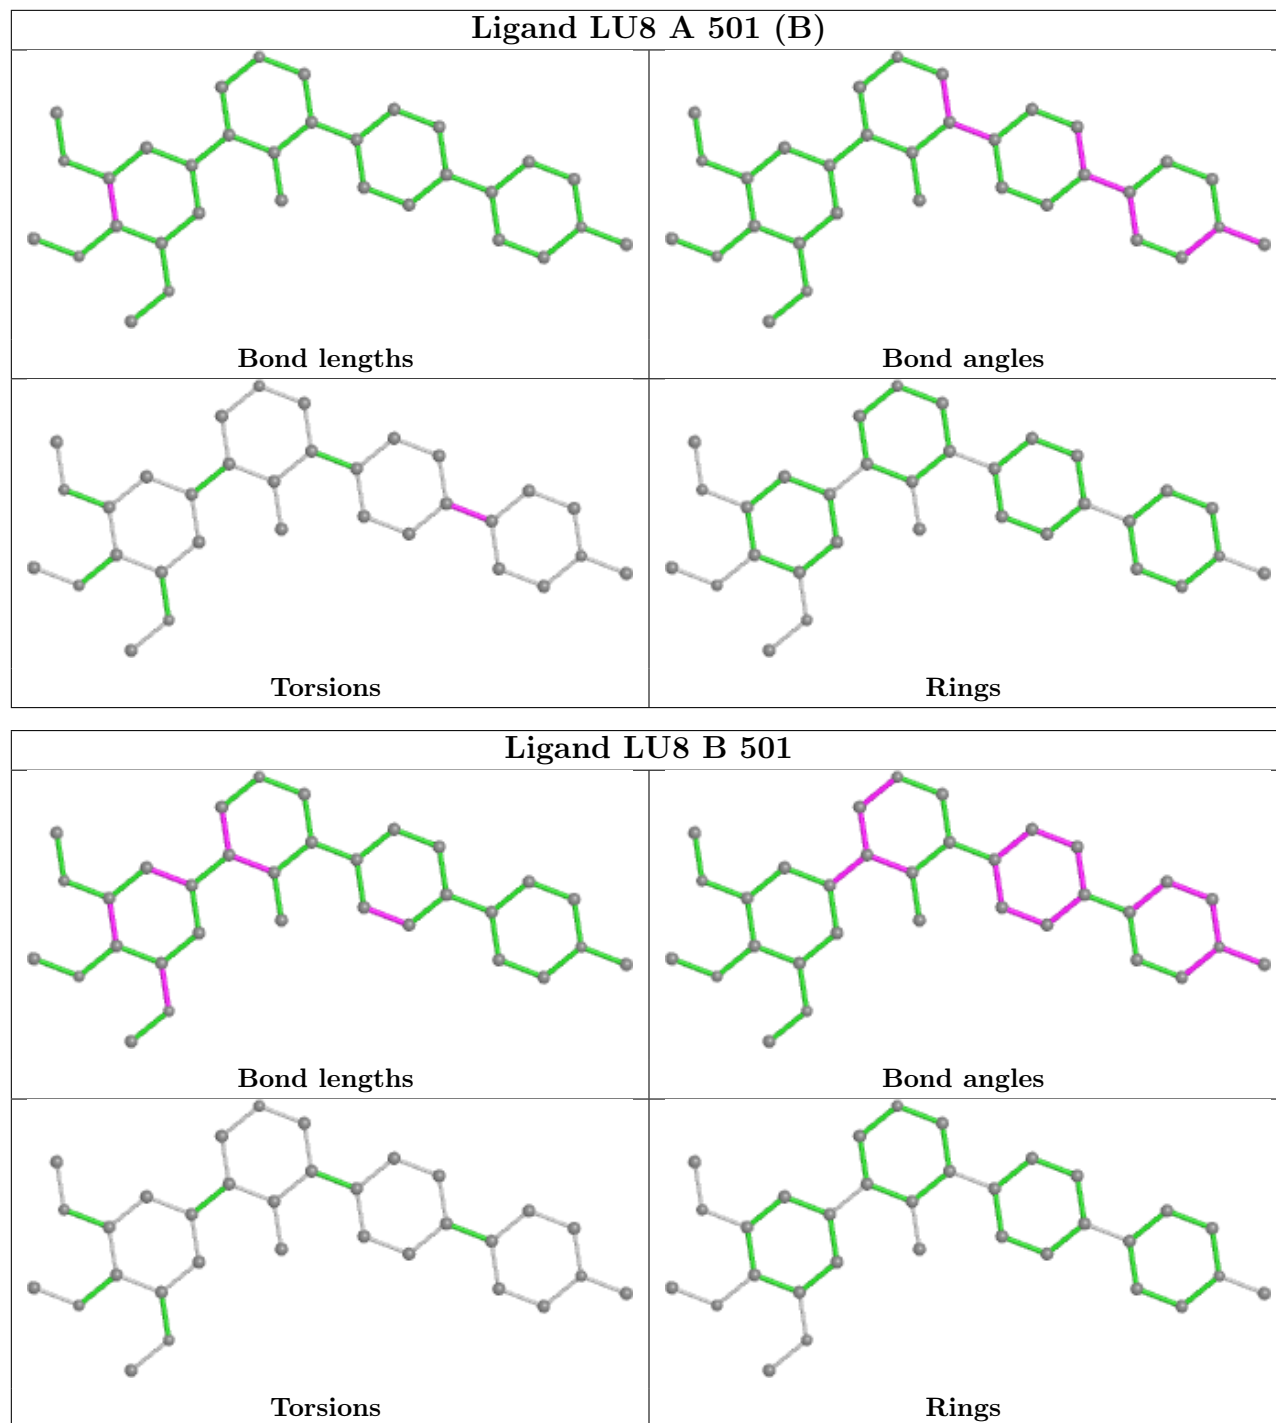 Ligand LU8 A 501 (B)
Bond lengths
Bond angles
Torsions
Rings
Ligand LU8 B 501
Bond lengths
Bond angles
Torsions
Rings